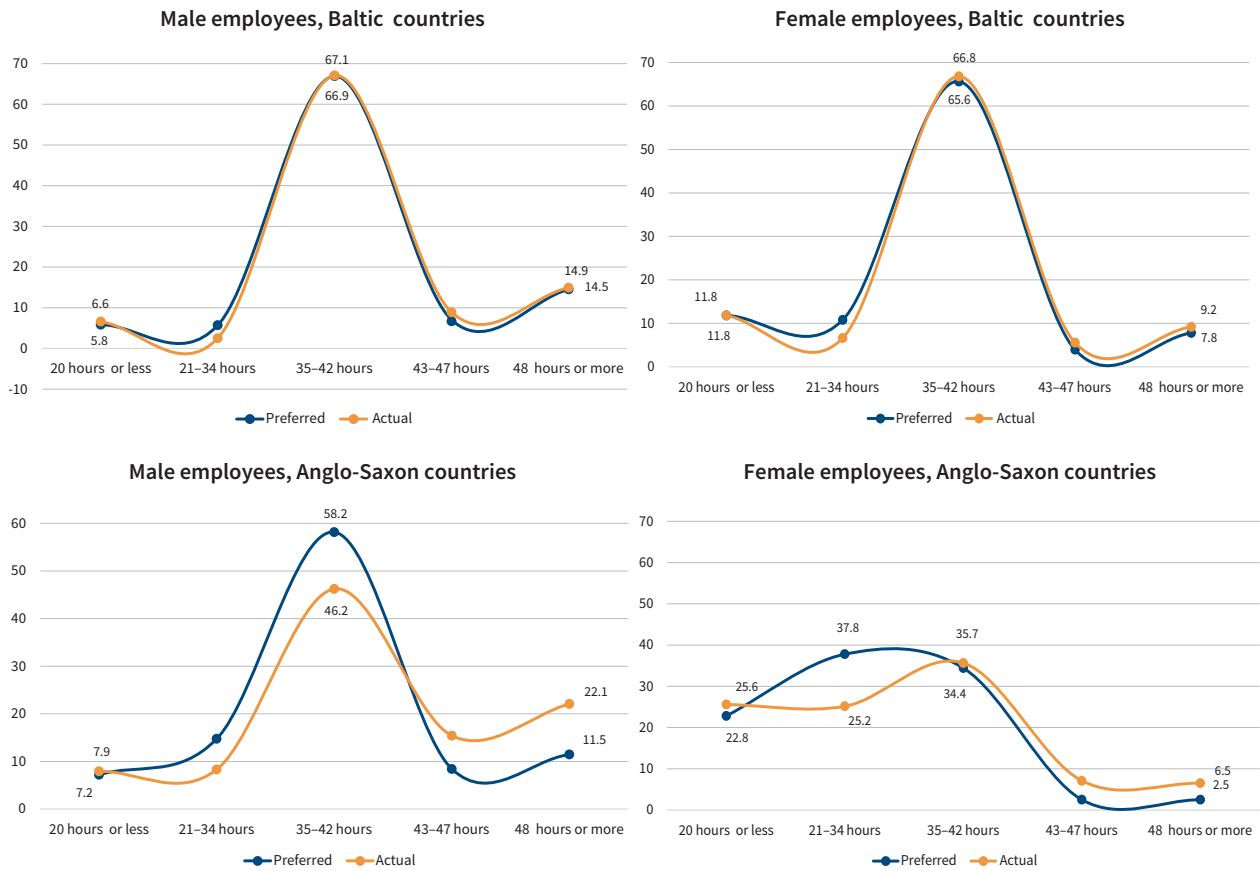 Male employees, Baltic countries
70
60
50
40
30
20
10
0
-10
67.1
66.9
6.6
5.8
14.9
14.5
20 hours or less
21–34 hours
35–42 hours
43–47 hours
48 hours or more
Preferred
Actual
Female employees, Baltic countries
70
60
50
40
30
20
10
0
66.8
65.6
11.8
11.8
9.2
7.8
20 hours or less
21–34 hours
35–42 hours
43–47 hours
48 hours or more
Preferred
Actual
Male employees, Anglo-Saxon countries
60
50
40
30
20
10
0
58.2
46.2
7.9
7.2
22.1
11.5
20 hours or less
21–34 hours
35–42 hours
43–47 hours
48 hours or more
Preferred
Actual
Female employees, Anglo-Saxon countries
70
60
50
40
30
20
10
0
37.8
35.7
25.6
34.4
25.2
22.8
6.5
2.5
20 hours or less
21–34 hours
35–42 hours
43–47 hours
48 hours or more
Preferred
Actual